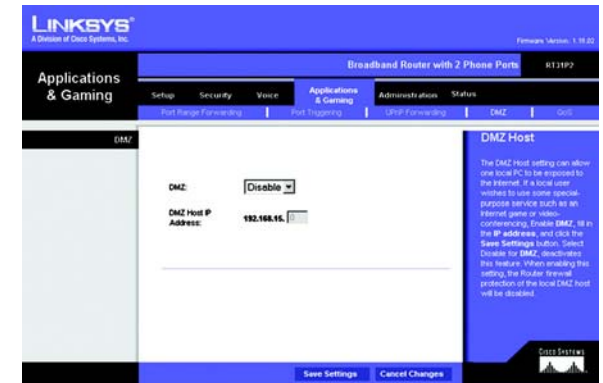 LINKSYS®
A Division of Cisco Systems, Inc.
Firmware Version: 1.18.02
Broadband Router with 2 Phone Ports
RT31P2
Applications
& Gaming
Setup Security Voice Applications & Gaming Administration Status
Port Range Forwarding Port Triggering UPnP Forwarding DMZ QoS
DMZ
DMZ Host
DMZ: Disable
DMZ Host IP
Address: 192.168.15. 0
The DMZ Host setting can allow
one local PC to be exposed to
the Internet. If a local user
wishes to use some special-
purpose service such as an
Internet game or video-
conferencing, Enable DMZ, fill in
the IP address, and click the
Save Settings button. Select
Disable for DMZ, deactivates
this feature. When enabling this
setting, the Router firewall
protection of the local DMZ host
will be disabled.
Save Settings Cancel Changes
CISCO SYSTEMS